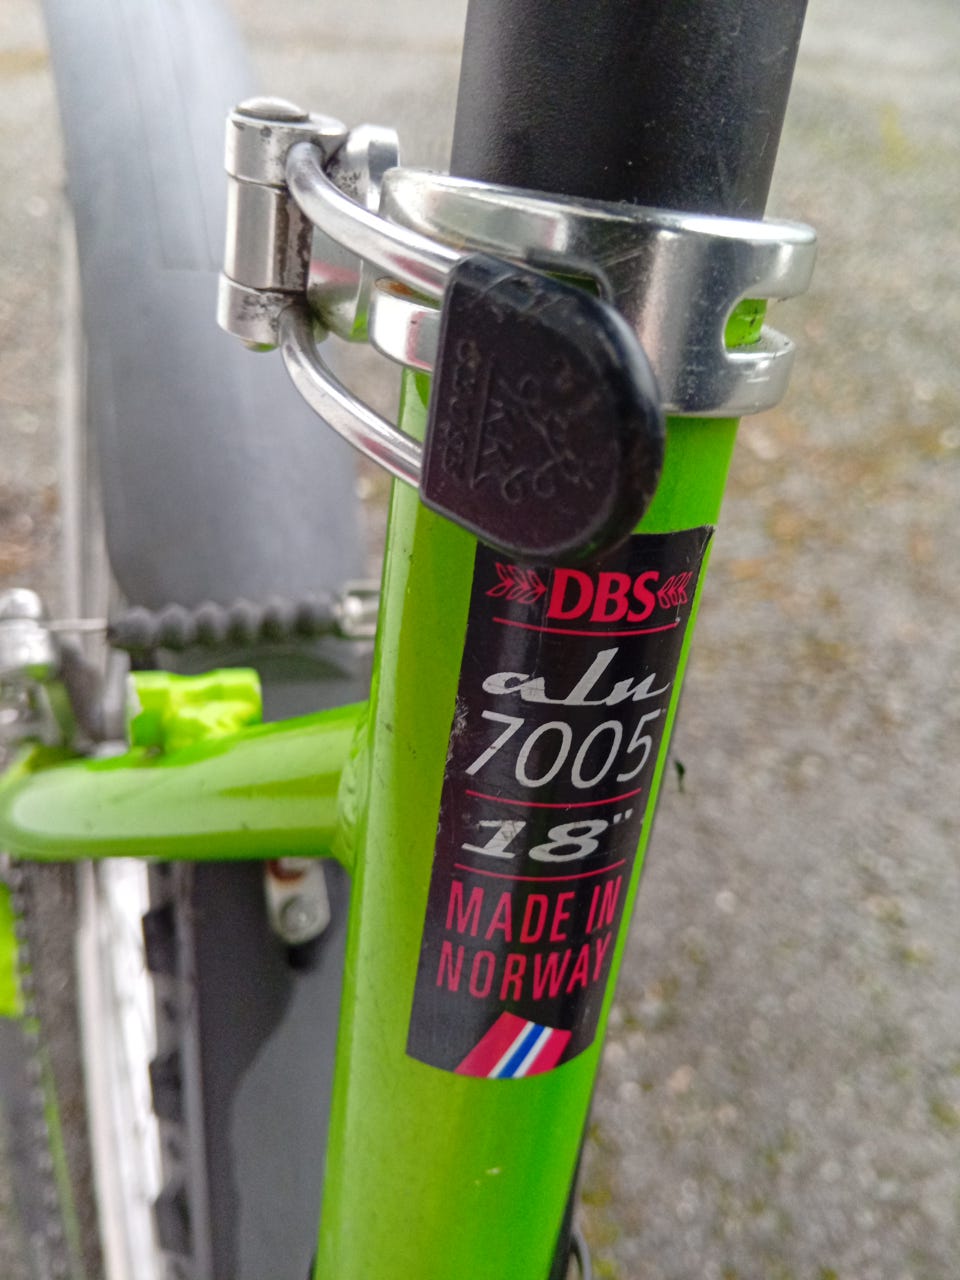 DBS
alu
7005
18"
MADE IN
NORWAY